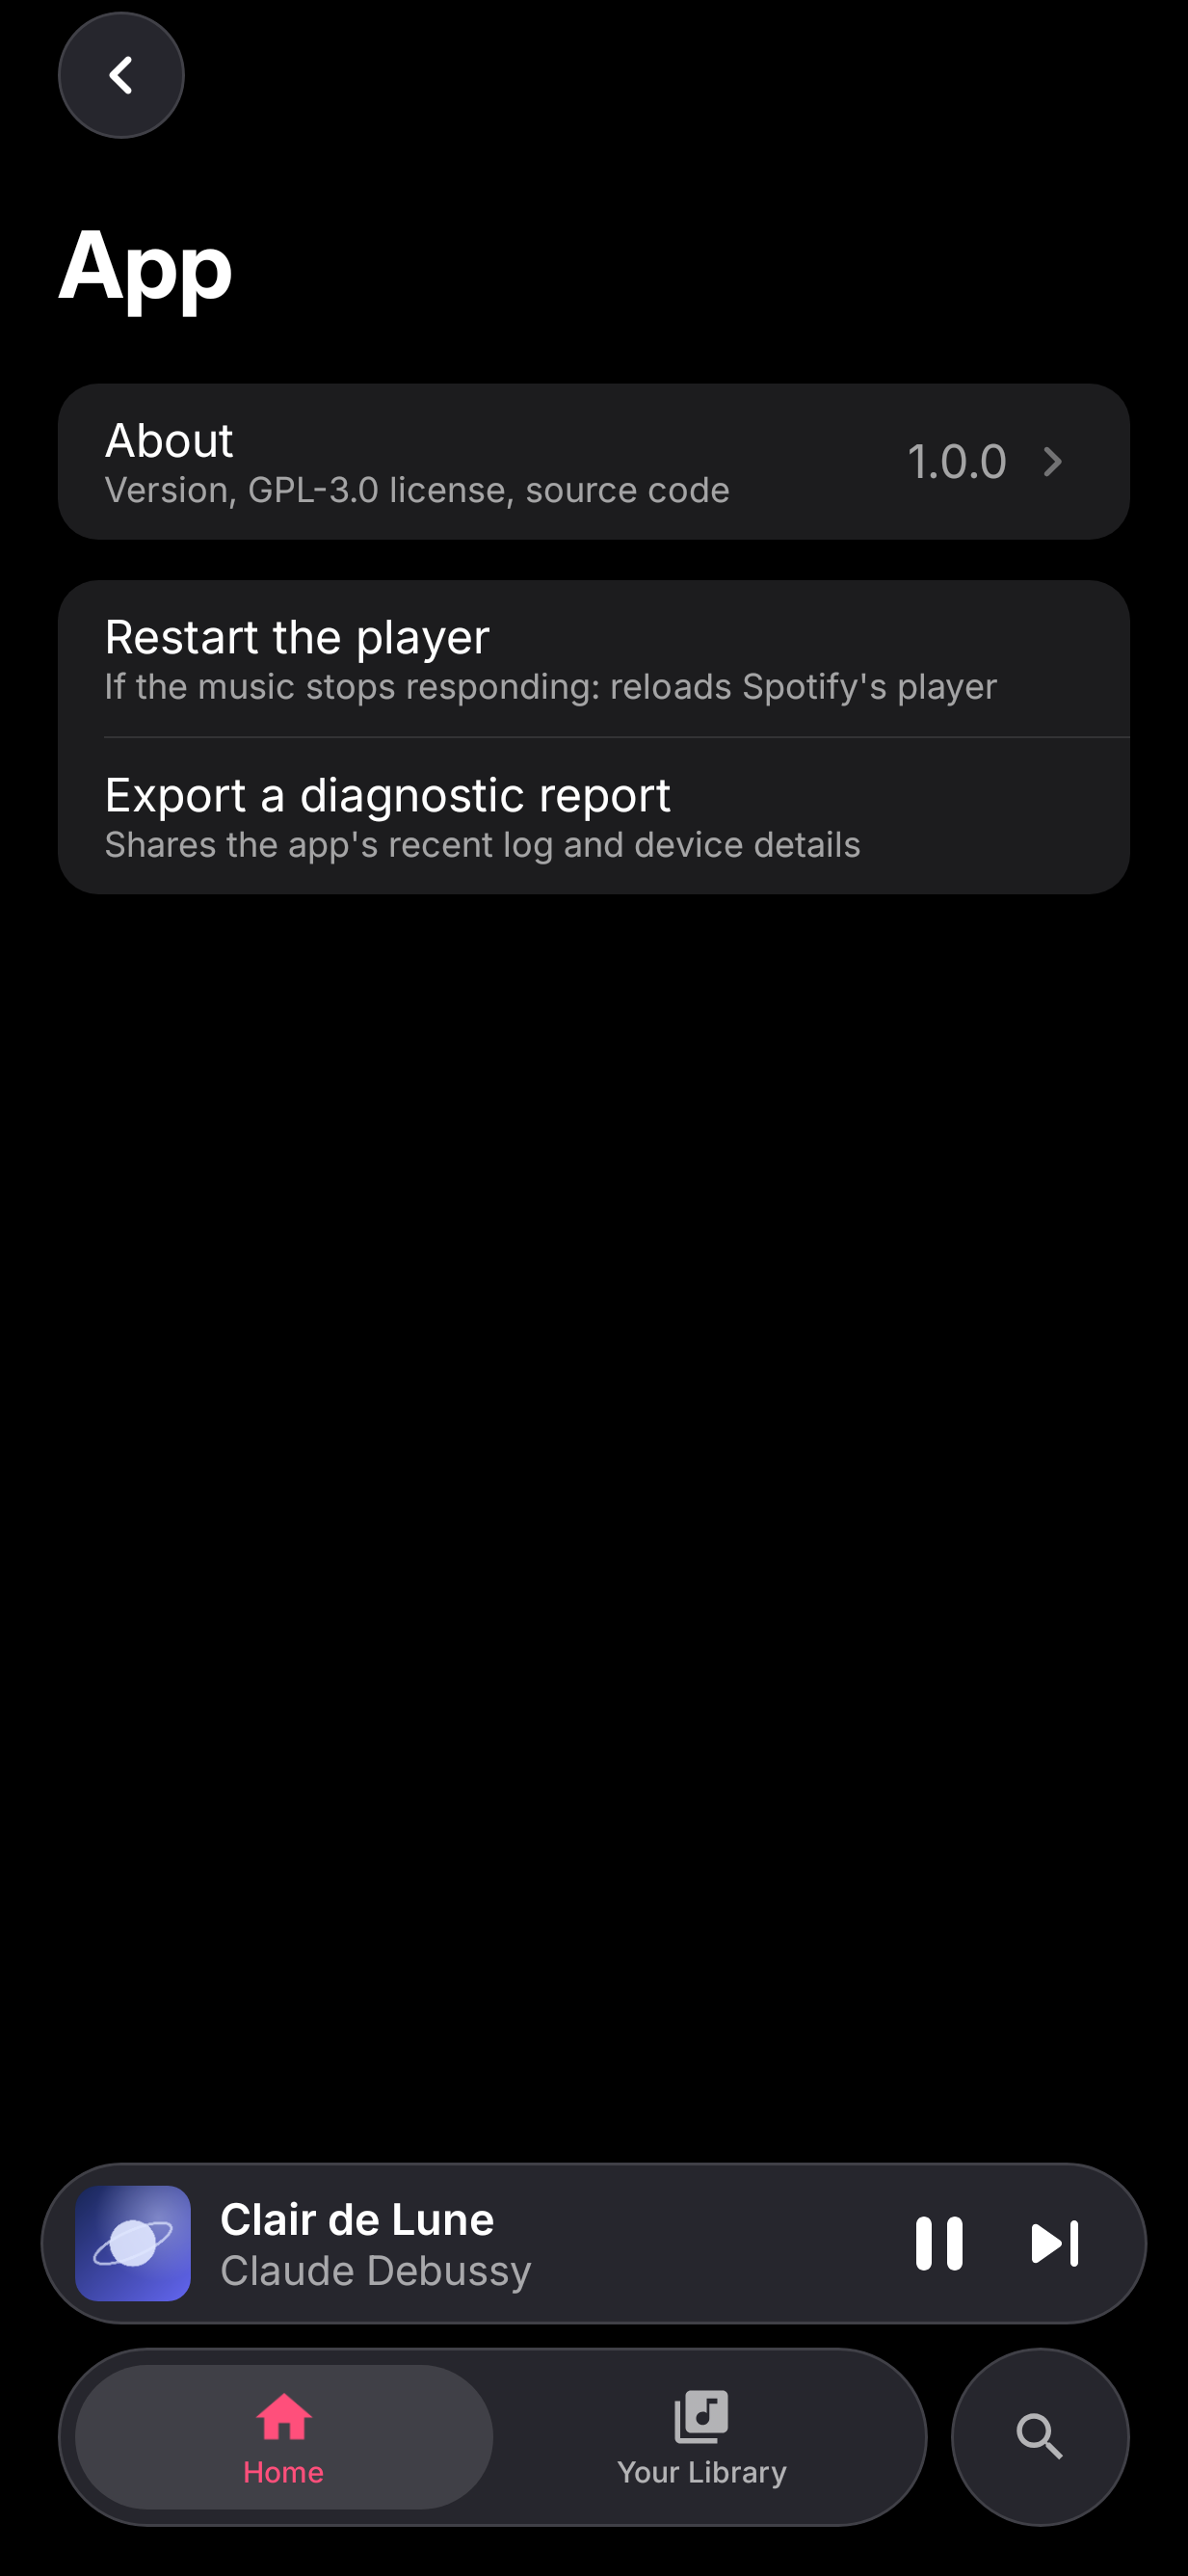 App
About
Version, GPL-3.0 license, source code
1.0.0
Restart the player
If the music stops responding: reloads Spotify's player
Export a diagnostic report
Shares the app's recent log and device details
Clair de Lune
Claude Debussy
Home
Your Library